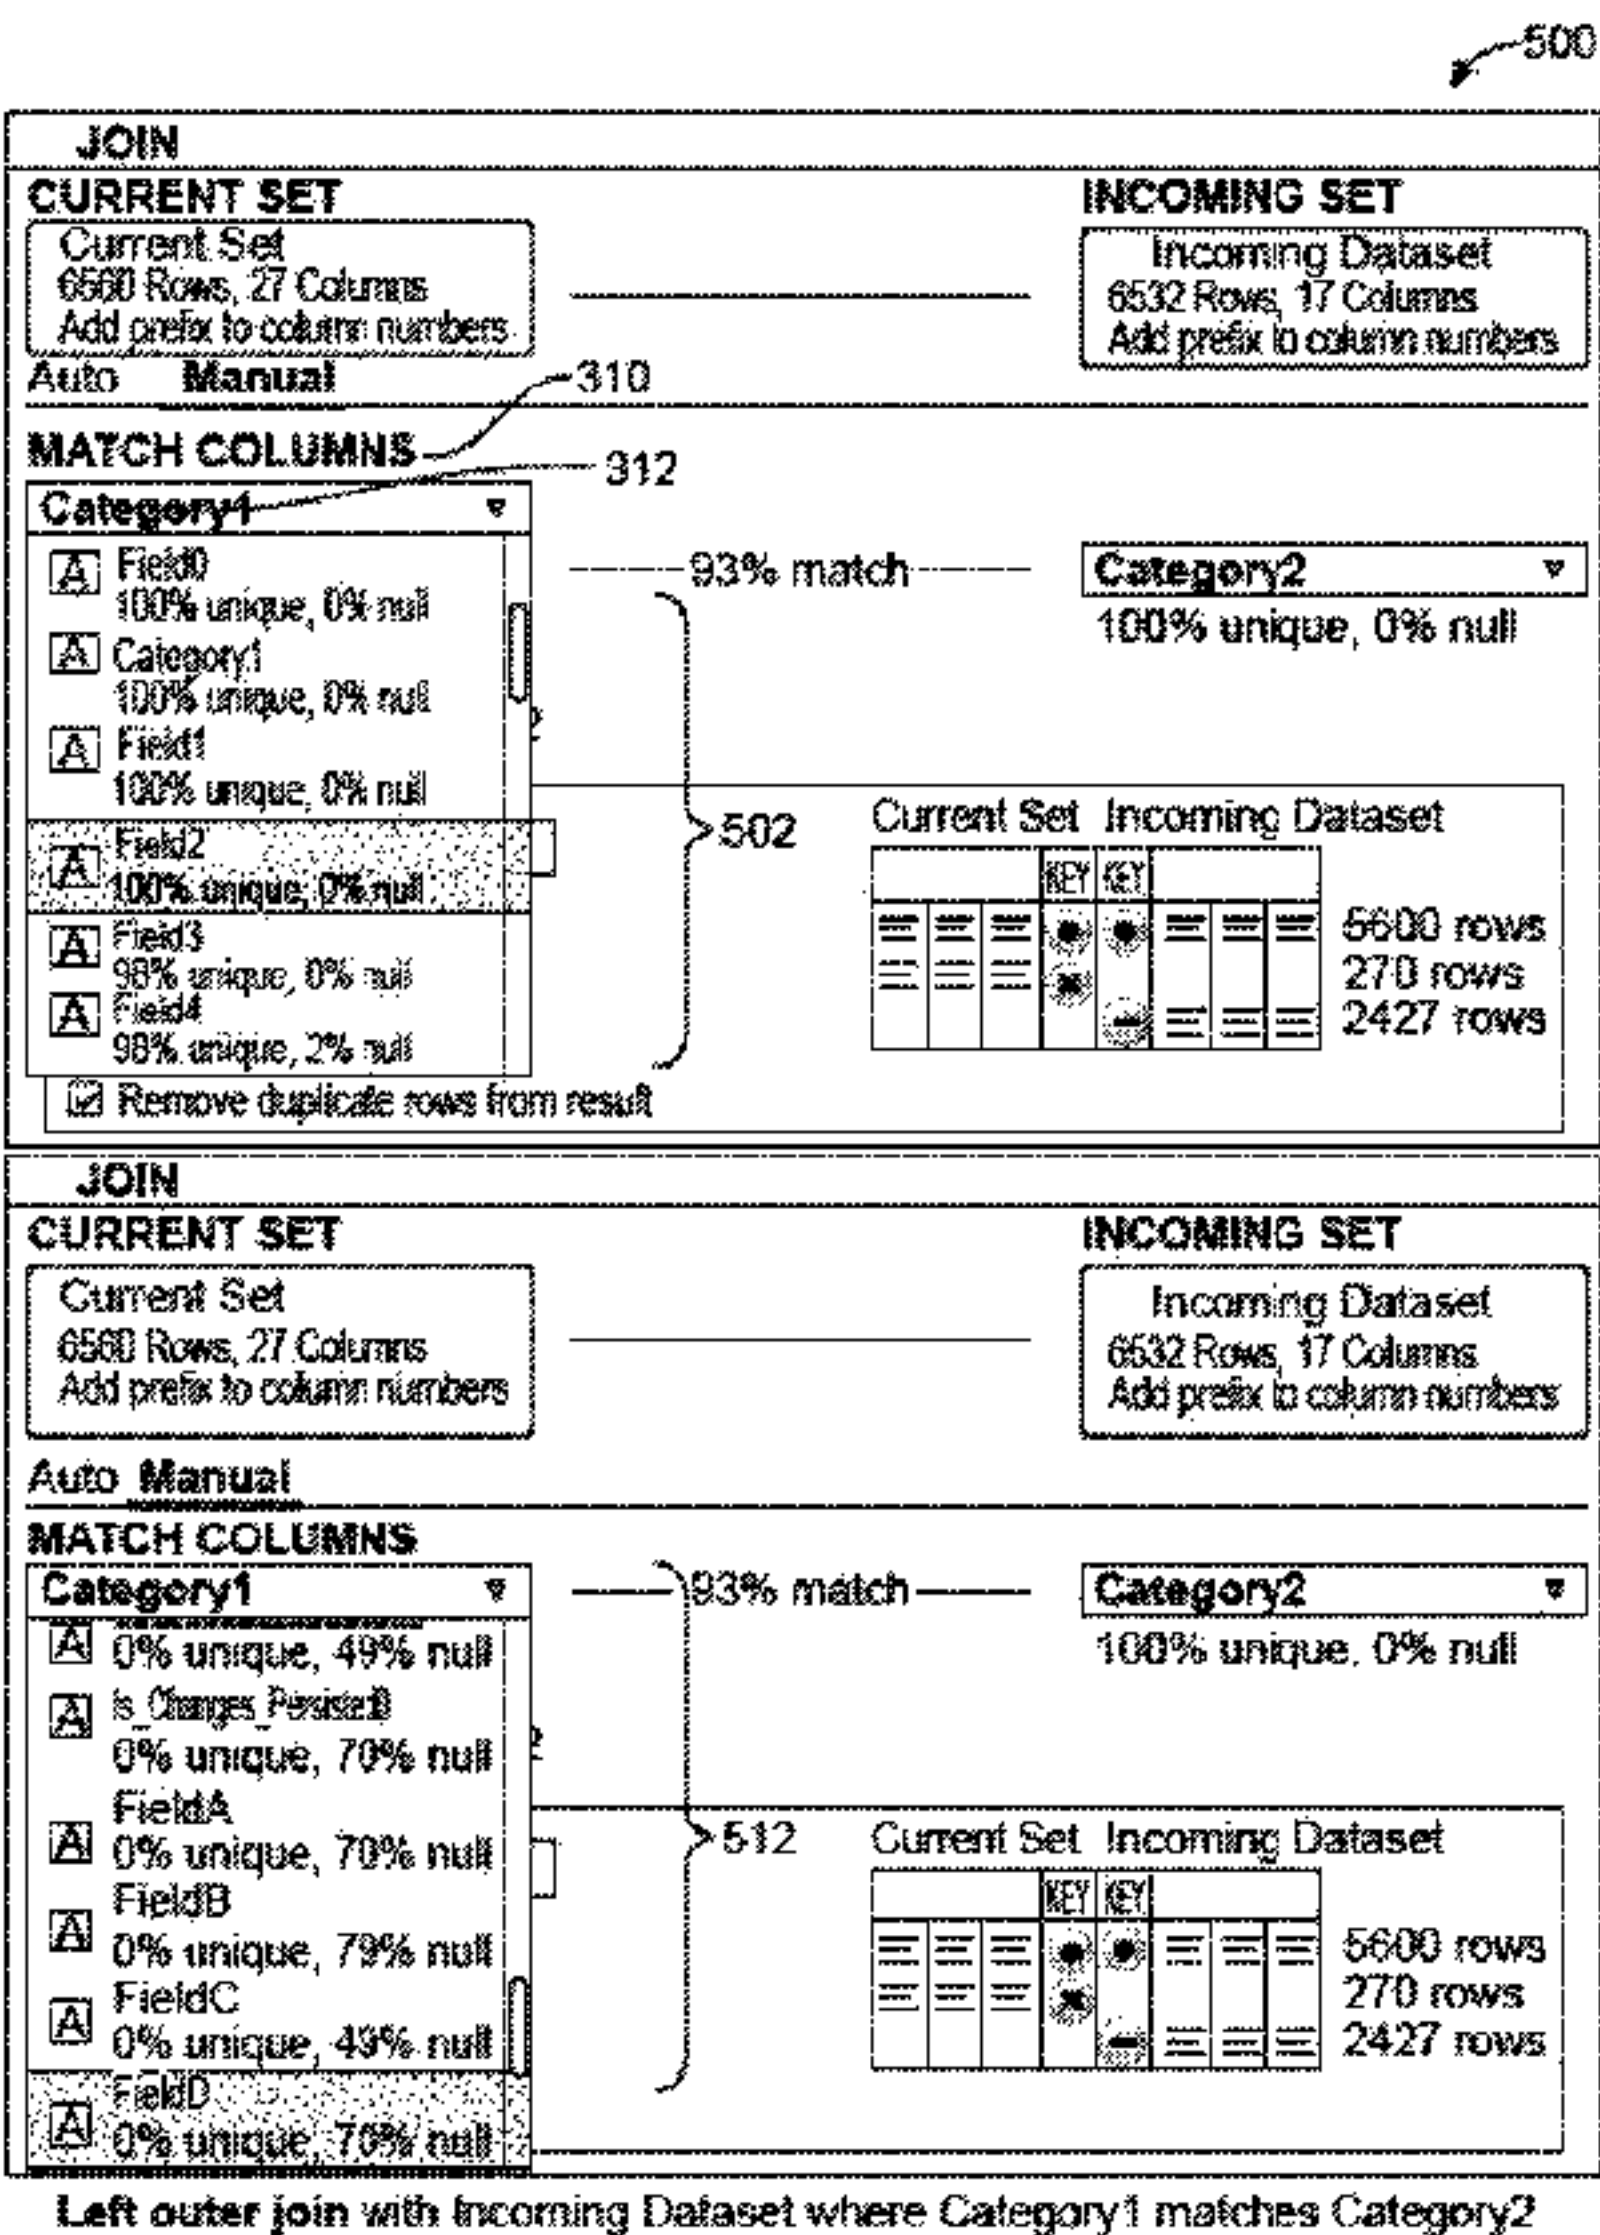 500
JOIN
CURRENT SET
INCOMING SET
Current Set
6560 Rows, 27 Columns
Add prefix to column numbers
Incoming Dataset
6532 Rows, 17 Columns
Add prefix to column numbers
Auto Manual
310
MATCH COLUMNS
312
Category1
93% match
Category2
100% unique, 0% null
A Field0
100% unique, 0% null
A Category1
100% unique, 0% null
A Field1
100% unique, 0% null
A Field2
100% unique, 0% null
A Field3
98% unique, 0% null
A Field4
98% unique, 2% null
502
Current Set Incoming Dataset
KEY KEY
5600 rows
270 rows
2427 rows
Remove duplicate rows from result
JOIN
CURRENT SET
INCOMING SET
Current Set
6560 Rows, 27 Columns
Add prefix to column numbers
Incoming Dataset
6532 Rows, 17 Columns
Add prefix to column numbers
Auto Manual
MATCH COLUMNS
Category1
93% match
Category2
100% unique, 0% null
A
0% unique, 49% null
A Is_Changes_Persisted
0% unique, 70% null
FieldA
A 0% unique, 70% null
FieldB
A 0% unique, 79% null
FieldC
A 0% unique, 49% null
FieldD
A 0% unique, 70% null
512
Current Set Incoming Dataset
KEY KEY
5600 rows
270 rows
2427 rows
Left outer join with Incoming Dataset where Category1 matches Category2